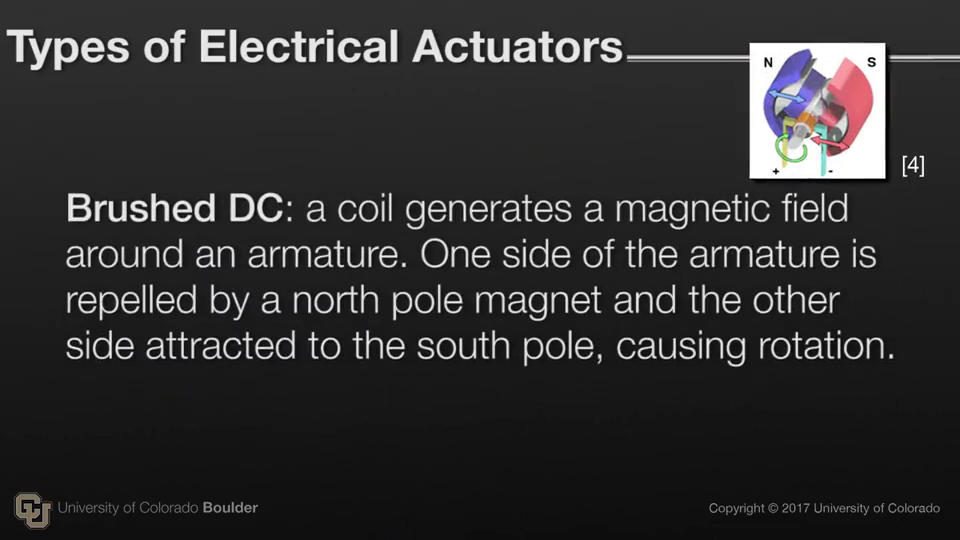 Types of Electrical Actuators
N S
+ -
[4]
Brushed DC: a coil generates a magnetic field
around an armature. One side of the armature is
repelled by a north pole magnet and the other
side attracted to the south pole, causing rotation.
CU University of Colorado Boulder
Copyright © 2017 University of Colorado